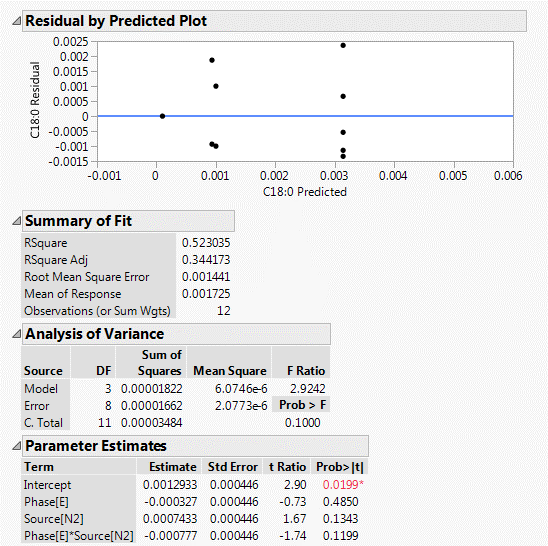 Residual by Predicted Plot
0.0025
0.002
0.0015
0.001
0.0005
0
-0.0005
-0.001
-0.0015
C18:0 Residual
-0.001 0 0.001 0.002 0.003 0.004 0.005 0.006
C18:0 Predicted
Summary of Fit
RSquare 0.523035
RSquare Adj 0.344173
Root Mean Square Error 0.001441
Mean of Response 0.001725
Observations (or Sum Wgts) 12
Analysis of Variance
Sum of
Source DF Squares Mean Square F Ratio
Model 3 0.00001822 6.0746e-6 2.9242
Error 8 0.00001662 2.0773e-6 Prob > F
C. Total 11 0.00003484 0.1000
Parameter Estimates
Term Estimate Std Error t Ratio Prob>|t|
Intercept 0.0012933 0.000446 2.90 0.0199*
Phase[E] -0.000327 0.000446 -0.73 0.4850
Source[N2] 0.0007433 0.000446 1.67 0.1343
Phase[E]*Source[N2] -0.000777 0.000446 -1.74 0.1199